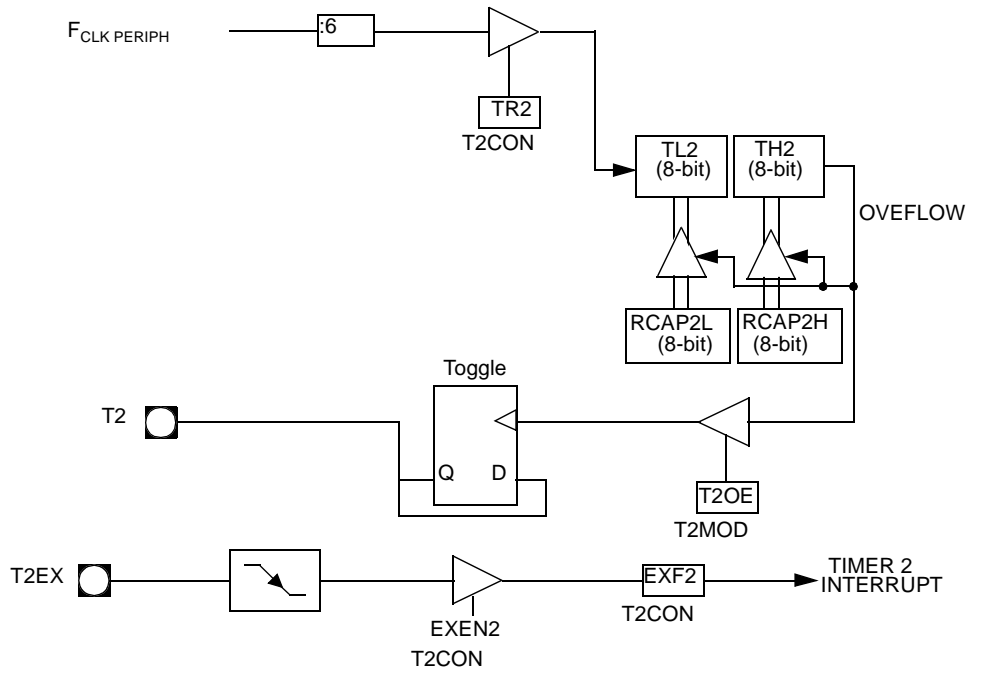 FCLK PERIPH
:6
TR2
T2CON
TL2
(8-bit)
TH2
(8-bit)
OVEFLOW
RCAP2L
(8-bit)
RCAP2H
(8-bit)
Toggle
T2
Q
D
T2OE
T2MOD
T2EX
EXEN2
T2CON
EXF2
T2CON
TIMER 2
INTERRUPT